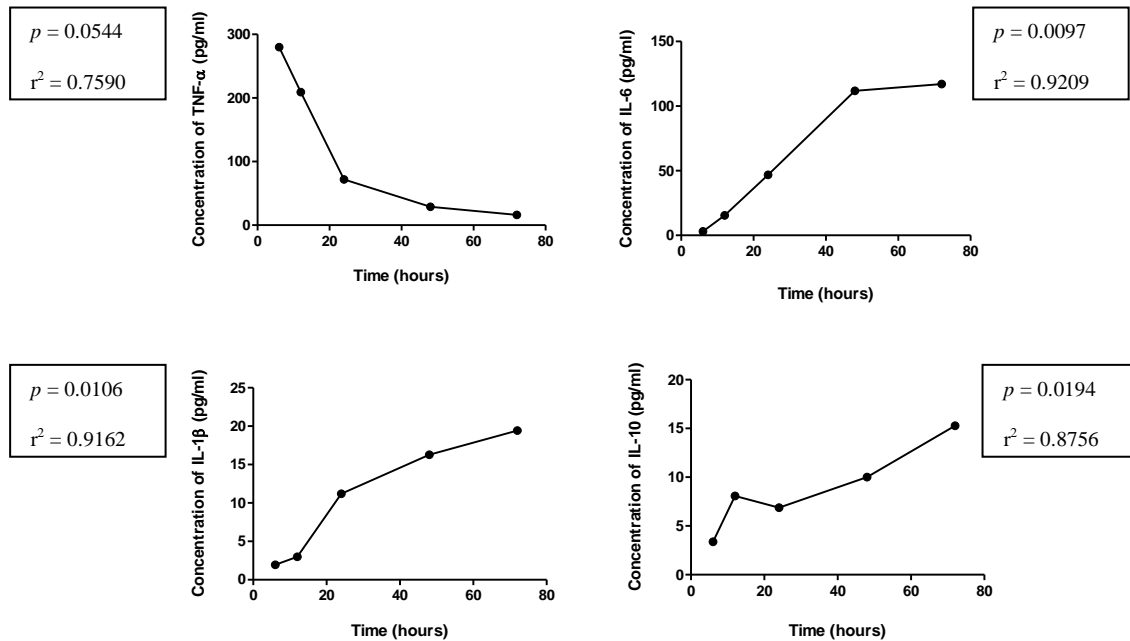 p = 0.0544
r² = 0.7590
Concentration of TNF-α (pg/ml)
300
200
100
0
0 20 40 60 80
Time (hours)
p = 0.0097
r² = 0.9209
Concentration of IL-6 (pg/ml)
150
100
50
0
0 20 40 60 80
Time (hours)
p = 0.0106
r² = 0.9162
Concentration of IL-1β (pg/ml)
25
20
15
10
5
0
0 20 40 60 80
Time (hours)
p = 0.0194
r² = 0.8756
Concentration of IL-10 (pg/ml)
20
15
10
5
0
0 20 40 60 80
Time (hours)